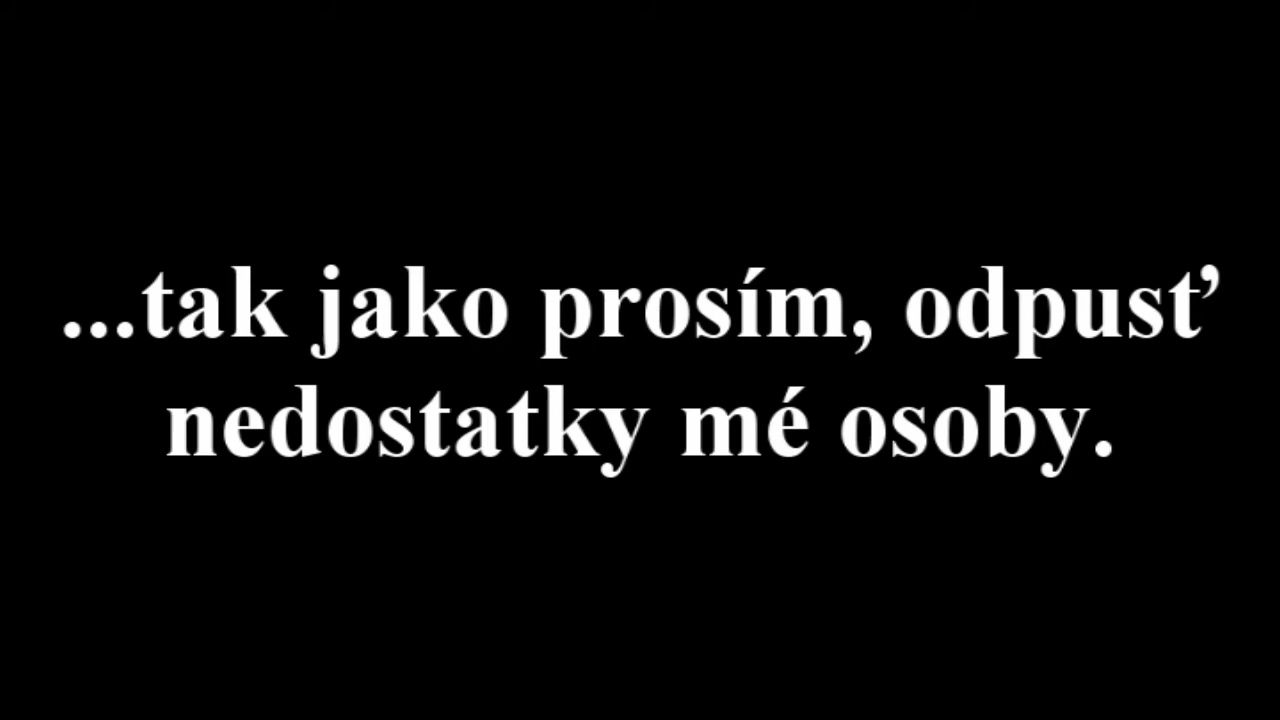 ...tak jako prosím, odpusť
nedostatky mé osoby.